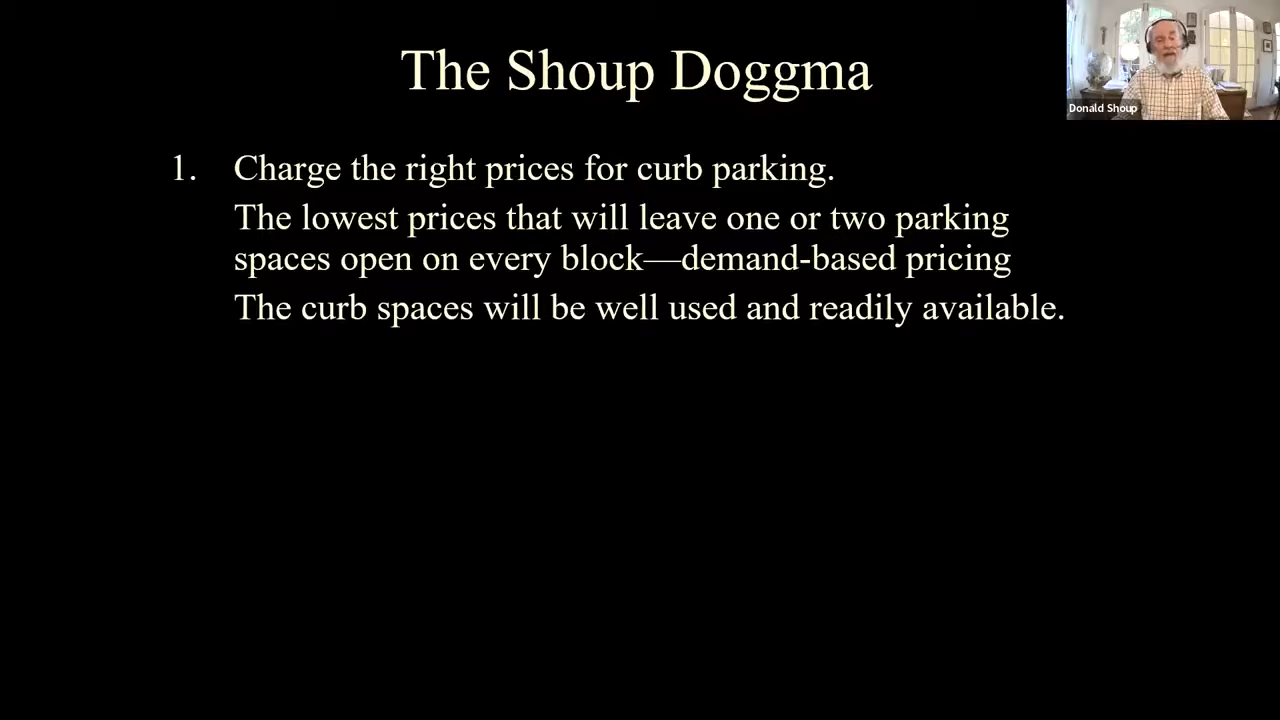 The Shoup Doggma
Donald Shoup
1. Charge the right prices for curb parking.
The lowest prices that will leave one or two parking
spaces open on every block—demand-based pricing
The curb spaces will be well used and readily available.